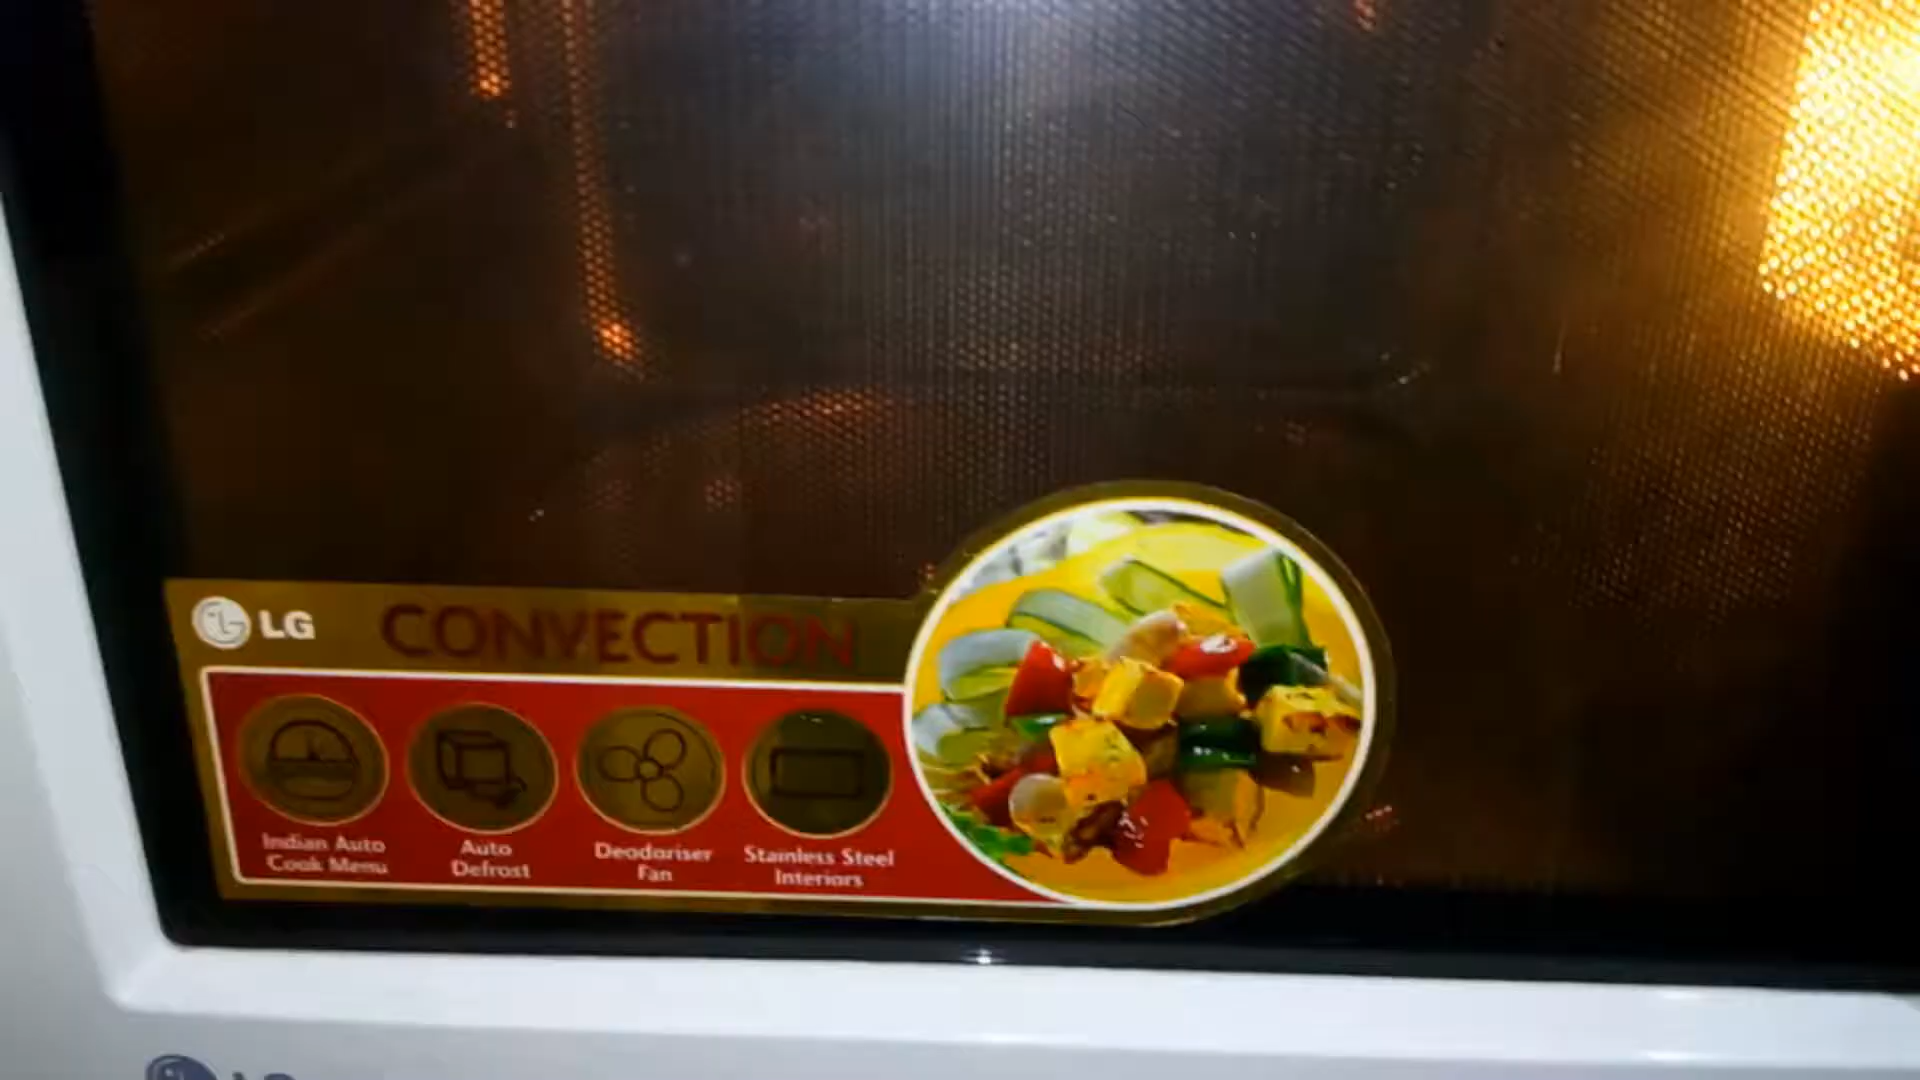 LG CONVECTION
Indian Auto
Cook Menu
Auto
Defrost
Deodoriser
Fan
Stainless Steel
Interiors